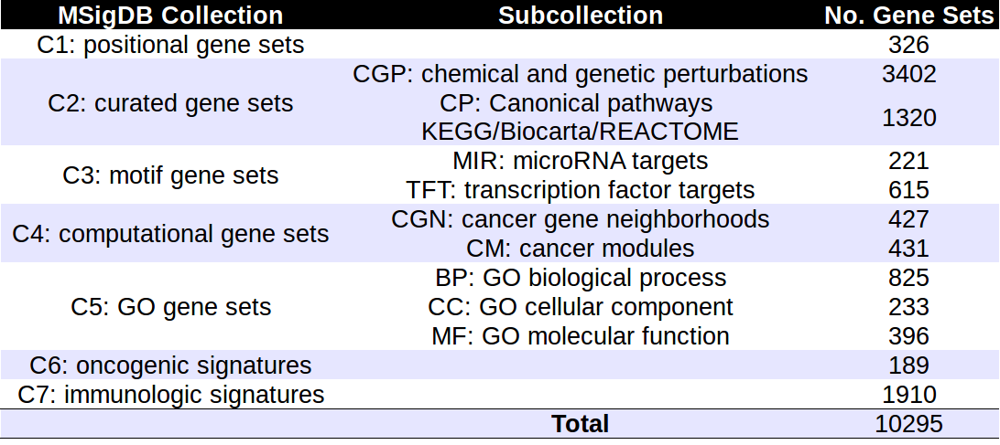 MSigDB Collection Subcollection No. Gene Sets
C1: positional gene sets 326
C2: curated gene sets CGP: chemical and genetic perturbations 3402
CP: Canonical pathways
KEGG/Biocarta/REACTOME 1320
C3: motif gene sets MIR: microRNA targets 221
TFT: transcription factor targets 615
C4: computational gene sets CGN: cancer gene neighborhoods 427
CM: cancer modules 431
C5: GO gene sets BP: GO biological process 825
CC: GO cellular component 233
MF: GO molecular function 396
C6: oncogenic signatures 189
C7: immunologic signatures 1910
Total 10295